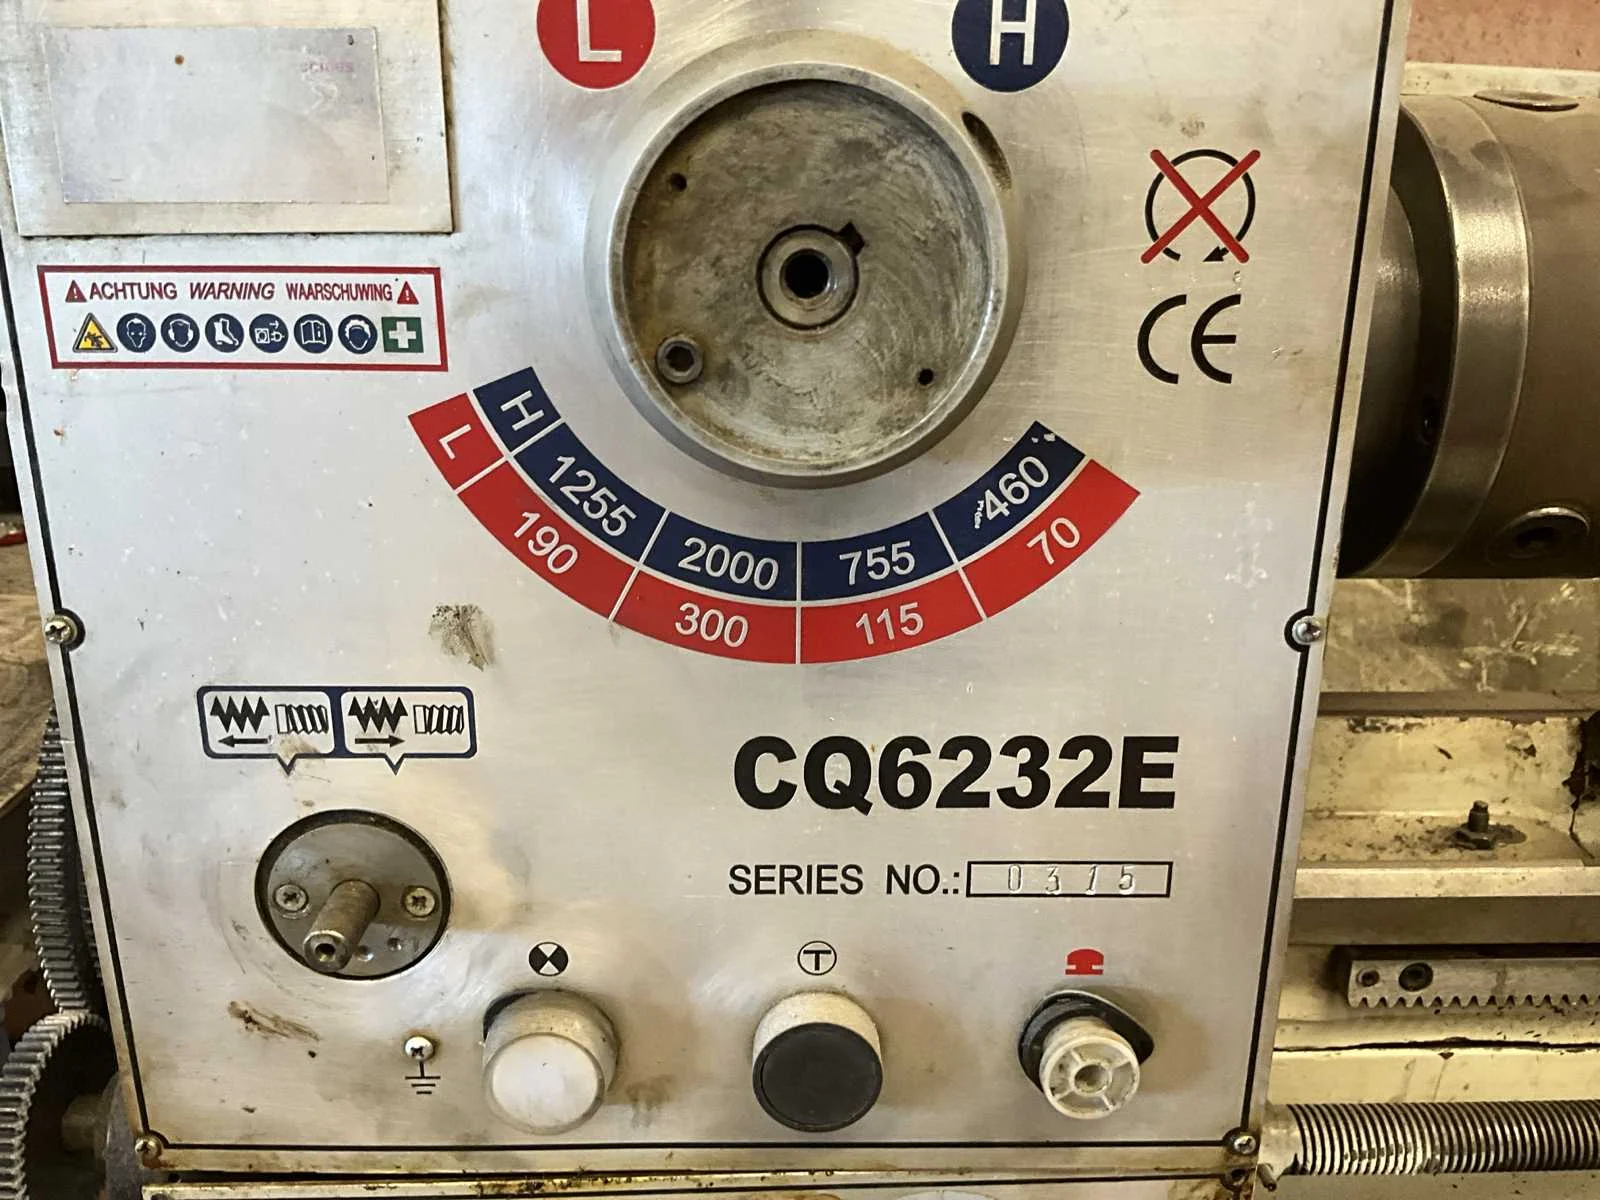 L H
ACHTUNG WARNING WAARSCHUWING
CE
H 1255 2000 755 460
L 190 300 115 70
CQ6232E
SERIES NO.: 0315
T